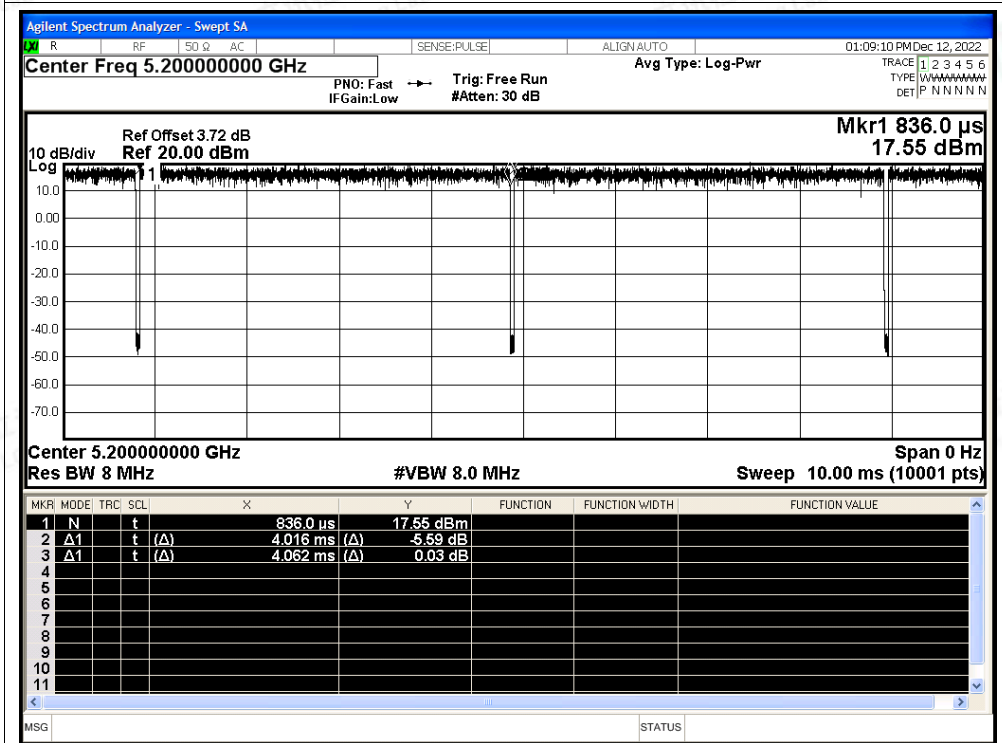 Agilent Spectrum Analyzer - Swept SA
LXI R RF 50 Ω AC SENSE:PULSE ALIGN AUTO 01:09:10 PM Dec 12, 2022
Center Freq 5.200000000 GHz Avg Type: Log-Pwr TRACE 1 2 3 4 5 6
PNO: Fast Trig: Free Run TYPE W
IFGain:Low #Atten: 30 dB DET P N N N N N
Mkr1 836.0 µs
Ref Offset 3.72 dB
10 dB/div Ref 20.00 dBm 17.55 dBm
Log
1
10.0
0.00
-10.0
-20.0
-30.0
-40.0
-50.0
-60.0
-70.0
Center 5.200000000 GHz Span 0 Hz
Res BW 8 MHz #VBW 8.0 MHz Sweep 10.00 ms (10001 pts)
MKR MODE TRC SCL X Y FUNCTION FUNCTION WIDTH FUNCTION VALUE
1 N t 836.0 µs 17.55 dBm
2 Δ1 t (Δ) 4.016 ms (Δ) -5.59 dB
3 Δ1 t (Δ) 4.062 ms (Δ) 0.03 dB
4
5
6
7
8
9
10
11
MSG STATUS